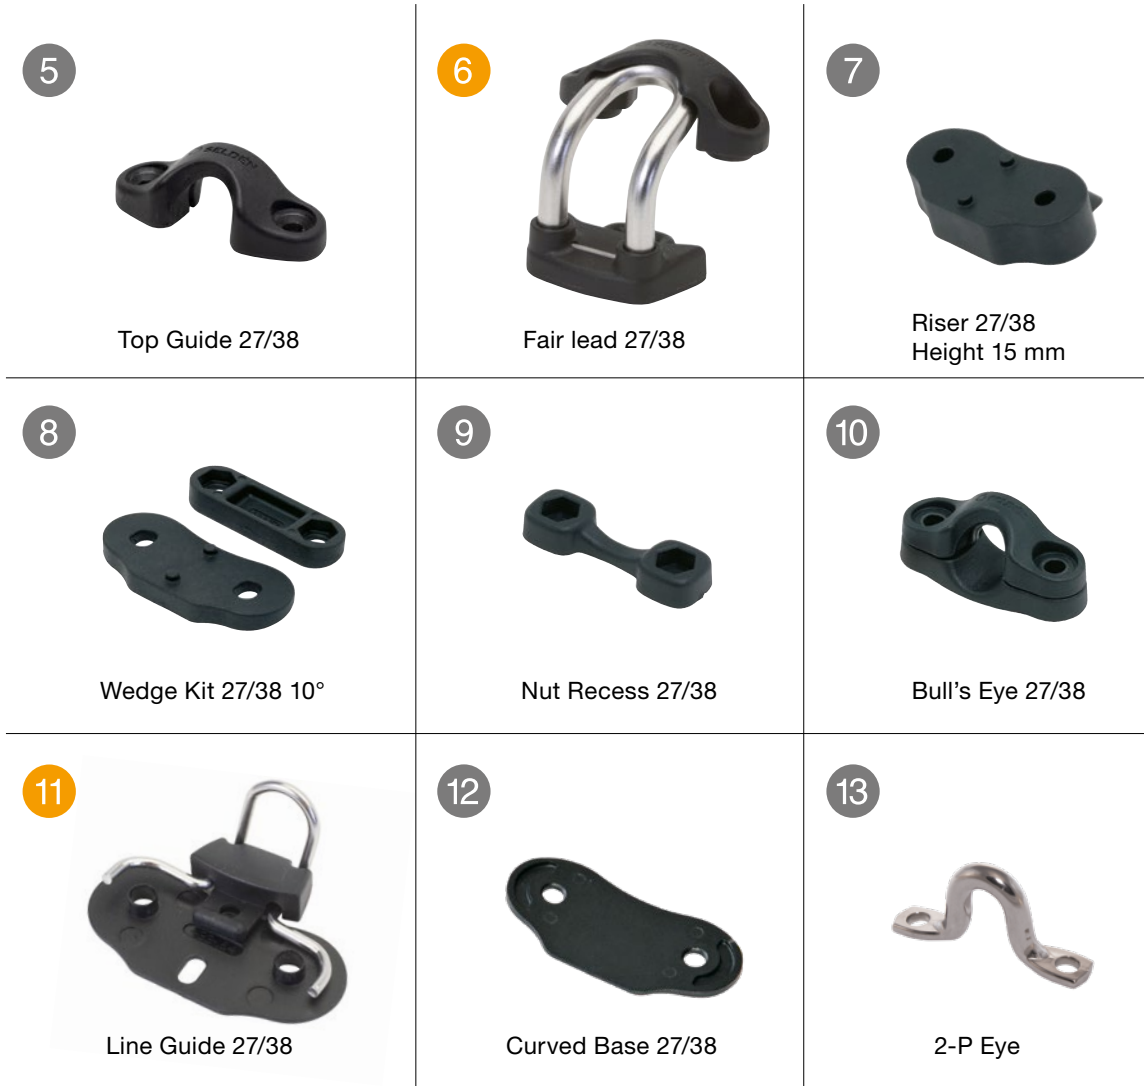 5
6
7
SELDÉN
Top Guide 27/38
Fair lead 27/38
Riser 27/38
Height 15 mm
8
9
10
Wedge Kit 27/38 10°
Nut Recess 27/38
Bull's Eye 27/38
11
12
13
Line Guide 27/38
Curved Base 27/38
2-P Eye